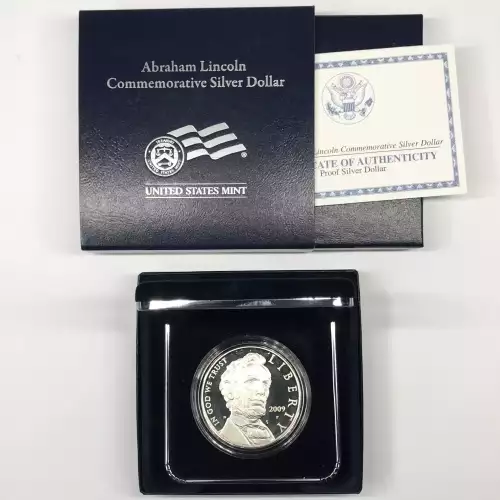 Abraham Lincoln
Commemorative Silver Dollar
UNITED STATES MINT
Lincoln Commemorative Silver Dollar
ATE OF AUTHENTICITY
Proof Silver Dollar
IN GOD WE TRUST
LIBERTY
2009
P